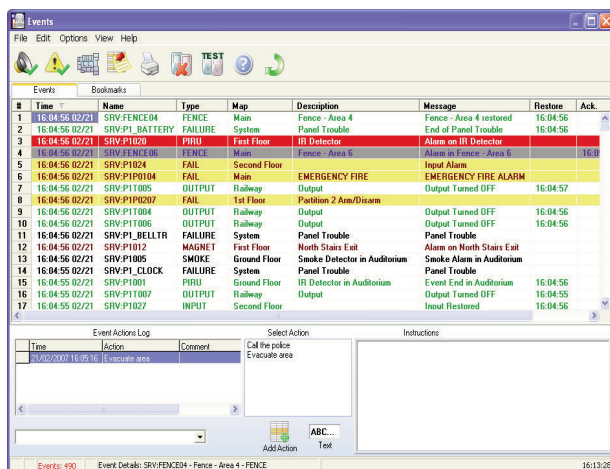 Events
File Edit Options View Help
TEST
Events Bookmarks
# Time Name Type Map Description Message Restore Ack.
1 16:04:56 02/21 SRV:FENCE04 FENCE Main Fence - Area 4 Fence - Area 4 restored 16:04:56
2 16:04:56 02/21 SRV:P1_BATTERY FAILURE System Panel Trouble End of Panel Trouble 16:04:56
3 16:04:56 02/21 SRV:P1020 PIRU First Floor IR Detector Alarm on IR Detector
4 16:04:56 02/21 SRV:FENCE06 FENCE Main Fence - Area 6 Alarm in Fence - Area 6 16:0
5 16:04:56 02/21 SRV:P1024 FAIL Second Floor Input Alarm
6 16:04:56 02/21 SRV:P1P0104 FAIL Main EMERGENCY FIRE EMERGENCY FIRE ALARM
7 16:04:56 02/21 SRV:P1T005 OUTPUT Railway Output Output Turned OFF 16:04:57
8 16:04:56 02/21 SRV:P1P0207 FAIL 1st Floor Partition 2 Arm/Disarm
9 16:04:56 02/21 SRV:P1T004 OUTPUT Railway Output Output Turned OFF 16:04:56
10 16:04:56 02/21 SRV:P1T006 OUTPUT Railway Output Output Turned OFF 16:04:56
11 16:04:56 02/21 SRV:P1_BELLTR FAILURE System Panel Trouble Panel Trouble
12 16:04:56 02/21 SRV:P1012 MAGNET First Floor North Stairs Exit Alarm on North Stairs Exit
13 16:04:56 02/21 SRV:P1005 SMOKE Ground Floor Smoke Detector in Auditorium Smoke Alarm in Auditorium
14 16:04:55 02/21 SRV:P1_CLOCK FAILURE System Panel Trouble Panel Trouble
15 16:04:55 02/21 SRV:P1001 PIRU Ground Floor IR Detector in Auditorium Event End in Auditorium 16:04:56
16 16:04:55 02/21 SRV:P1T007 OUTPUT Railway Output Output Turned OFF 16:04:55
17 16:04:55 02/21 SRV:P1027 INPUT Second Floor Input Restored 16:04:56
Event Actions Log Select Action Instructions
Time Action Comment
21/02/2007 16:05:16 Evacuate area
Call the police
Evacuate area
ABC...
Add Action Text
Events: 490 Event Details: SRV:FENCE04 - Fence - Area 4 - FENCE 16:13:28